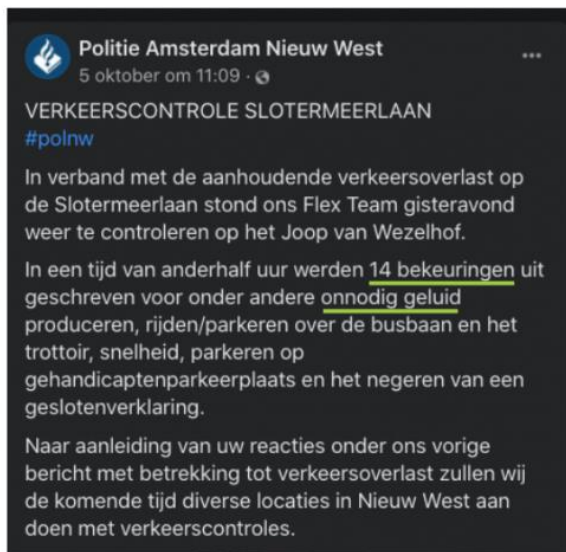 Politie Amsterdam Nieuw West
5 oktober om 11:09 ·
VERKEERSCONTROLE SLOTERMEERLAAN
#polnw
In verband met de aanhoudende verkeersoverlast op
de Slotermeerlaan stond ons Flex Team gisteravond
weer te controleren op het Joop van Wezelhof.
In een tijd van anderhalf uur werden 14 bekeuringen uit
geschreven voor onder andere onnodig geluid
produceren, rijden/parkeren over de busbaan en het
trottoir, snelheid, parkeren op
gehandicaptenparkeerplaats en het negeren van een
geslotenverklaring.
Naar aanleiding van uw reacties onder ons vorige
bericht met betrekking tot verkeersoverlast zullen wij
de komende tijd diverse locaties in Nieuw West aan
doen met verkeerscontroles.